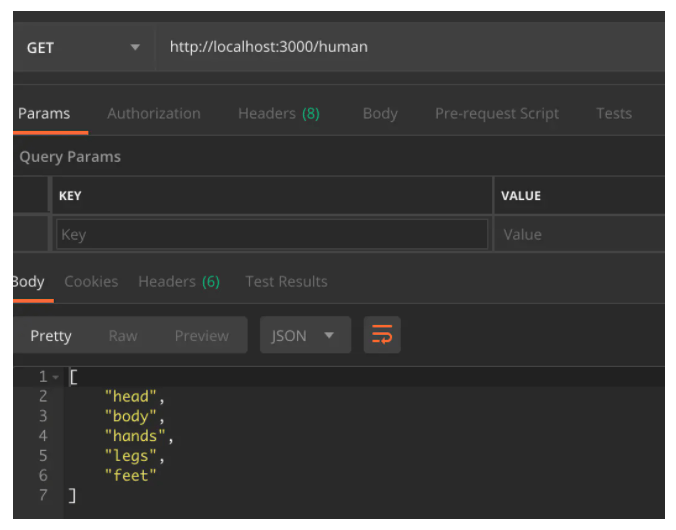 GET http://localhost:3000/human
Params Authorization Headers (8) Body Pre-request Script Tests
Query Params
KEY VALUE
Key Value
Body Cookies Headers (6) Test Results
Pretty Raw Preview JSON
1 [
2 "head",
3 "body",
4 "hands",
5 "legs",
6 "feet"
7 ]